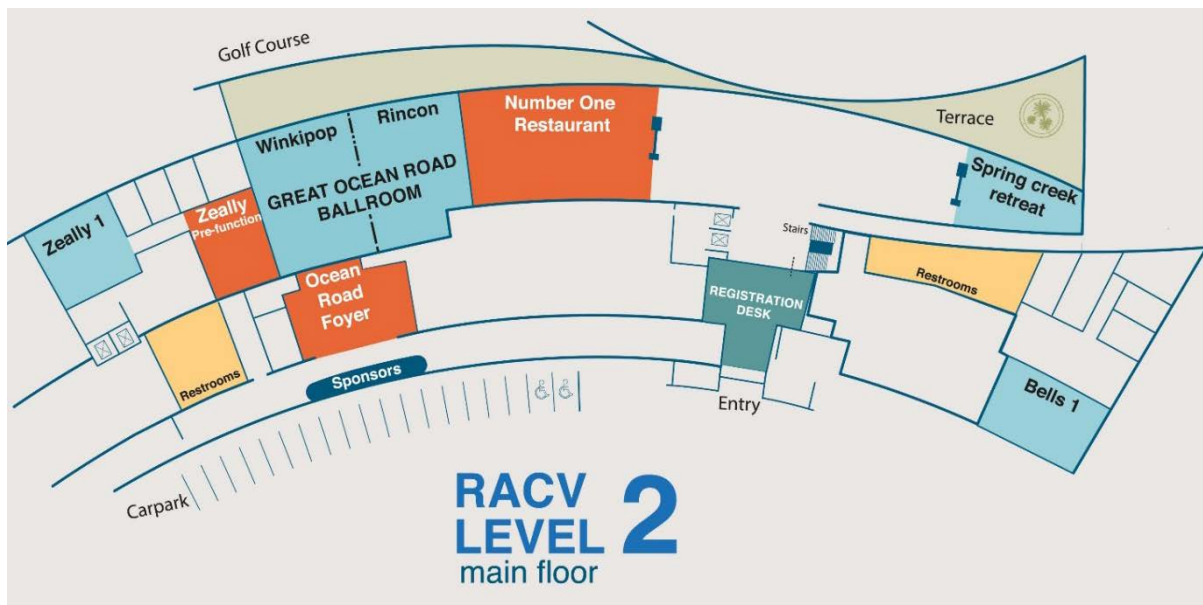 Golf Course
Winkipop
Rincon
GREAT OCEAN ROAD
BALLROOM
Number One
Restaurant
Terrace
Spring creek
retreat
Zeally 1
Zeally
Pre-function
Ocean
Road
Foyer
Stairs
REGISTRATION
DESK
Restrooms
Restrooms
Sponsors
Entry
Bells 1
Carpark
RACV
LEVEL 2
main floor